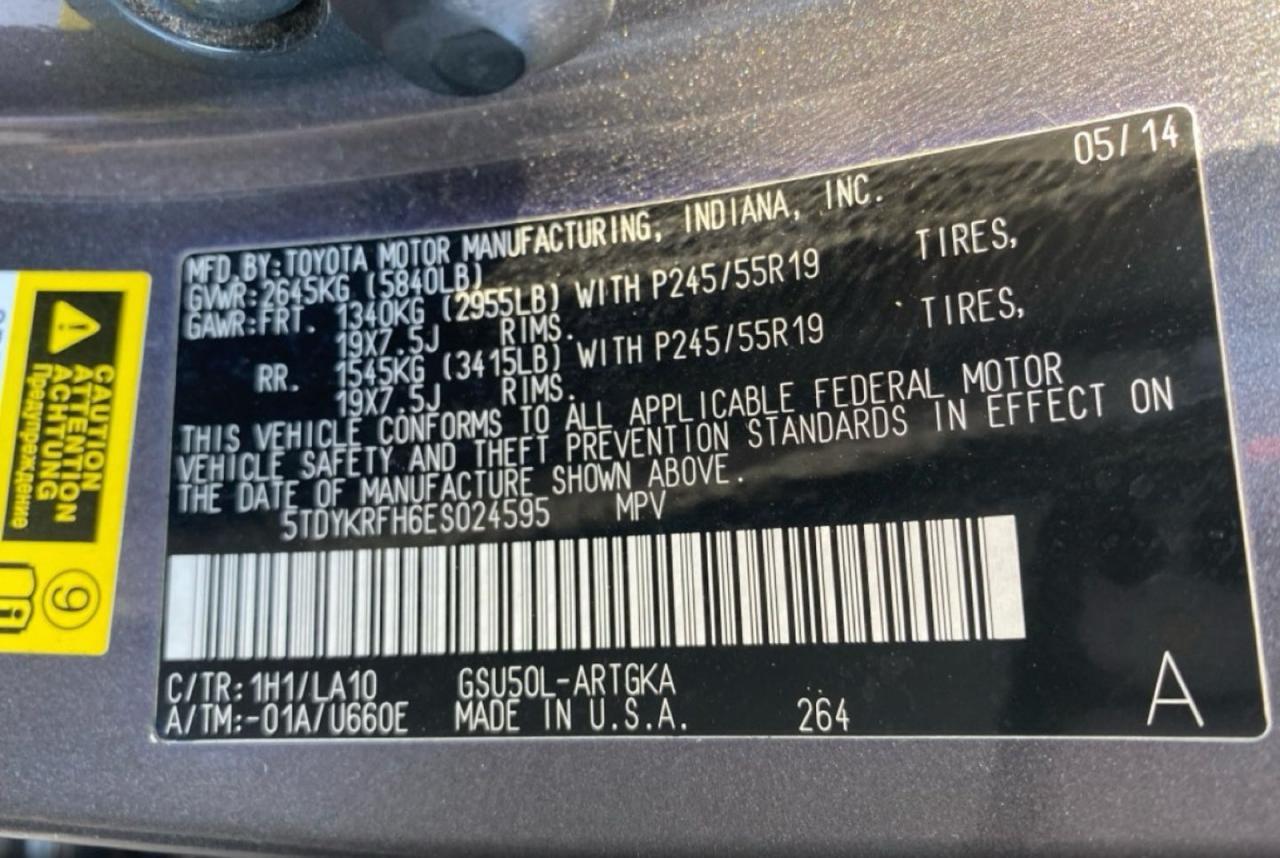 05/14
MFD.BY:TOYOTA MOTOR MANUFACTURING, INDIANA, INC.
GVWR:2645KG (5840LB)
GAWR:FRT. 1340KG (2955LB) WITH P245/55R19 TIRES,
19X7.5J RIMS.
RR. 1545KG (3415LB) WITH P245/55R19 TIRES,
19X7.5J RIMS.
THIS VEHICLE CONFORMS TO ALL APPLICABLE FEDERAL MOTOR
VEHICLE SAFETY AND THEFT PREVENTION STANDARDS IN EFFECT ON
THE DATE OF MANUFACTURE SHOWN ABOVE.
5TDYKRFH6ES024595 MPV
C/TR:1H1/LA10 GSU50L-ARTGKA
A/TM:-01A/U660E MADE IN U.S.A. 264
A
CAUTION
ATTENTION
ACHTUNG
Предупреждение
9